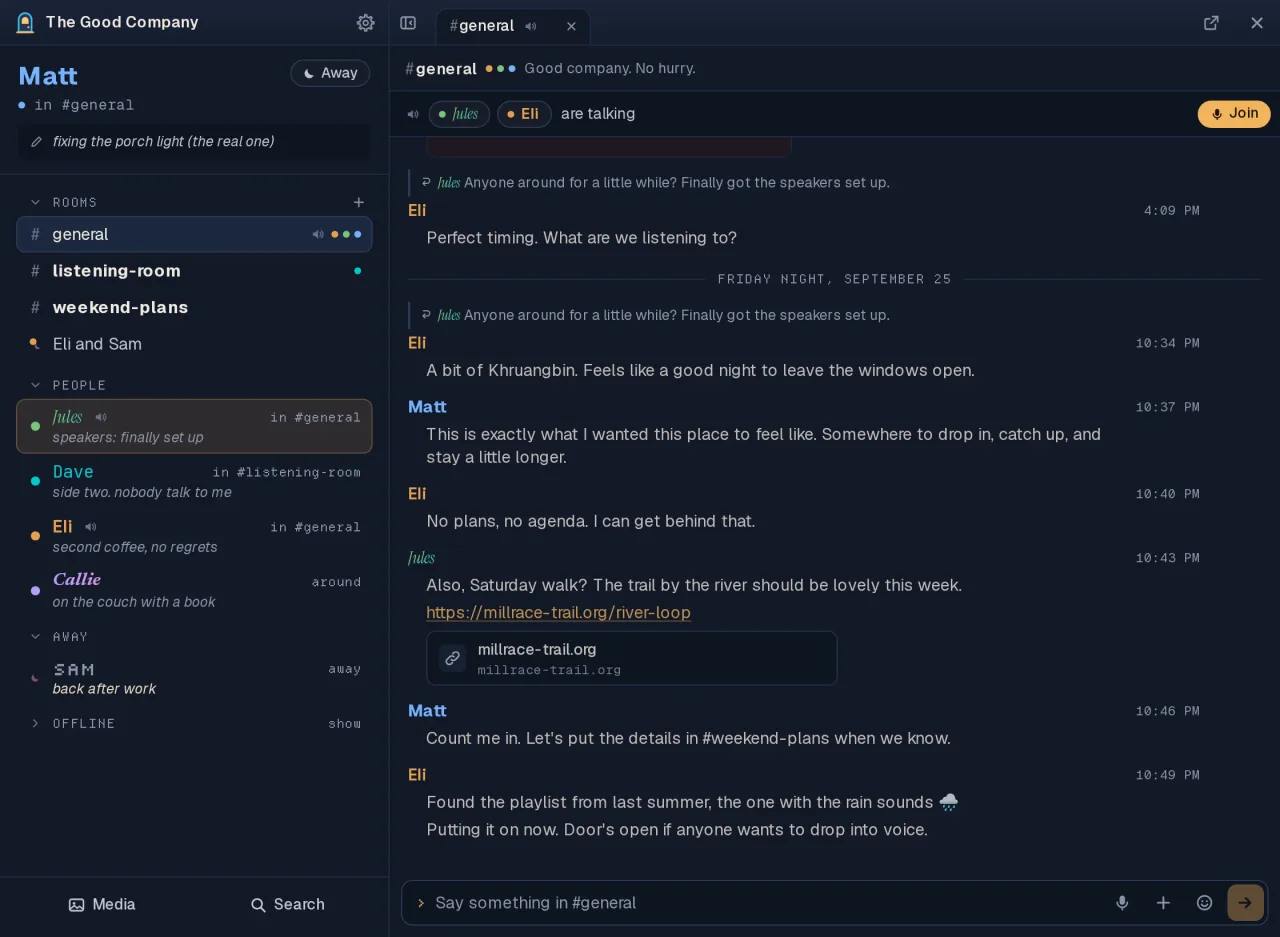 The Good Company
#general
Matt
Away
in #general
fixing the porch light (the real one)
ROOMS
# general
# listening-room
# weekend-plans
Eli and Sam
PEOPLE
Jules in #general
speakers: finally set up
Dave in #listening-room
side two. nobody talk to me
Eli in #general
second coffee, no regrets
Callie around
on the couch with a book
AWAY
SAM away
back after work
OFFLINE show
Media
Search
#general Good company. No hurry.
Jules Eli are talking
Join
Jules Anyone around for a little while? Finally got the speakers set up.
Eli 4:09 PM
Perfect timing. What are we listening to?
FRIDAY NIGHT, SEPTEMBER 25
Jules Anyone around for a little while? Finally got the speakers set up.
Eli 10:34 PM
A bit of Khruangbin. Feels like a good night to leave the windows open.
Matt 10:37 PM
This is exactly what I wanted this place to feel like. Somewhere to drop in, catch up, and
stay a little longer.
Eli 10:40 PM
No plans, no agenda. I can get behind that.
Jules 10:43 PM
Also, Saturday walk? The trail by the river should be lovely this week.
https://millrace-trail.org/river-loop
millrace-trail.org
millrace-trail.org
Matt 10:46 PM
Count me in. Let's put the details in #weekend-plans when we know.
Eli 10:49 PM
Found the playlist from last summer, the one with the rain sounds 🌧️
Putting it on now. Door's open if anyone wants to drop into voice.
Say something in #general